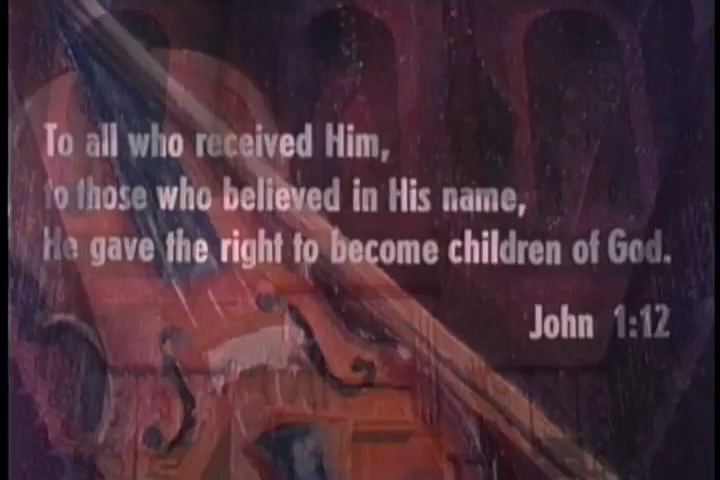 To all who received Him,
to those who believed in His name,
He gave the right to become children of God.
John 1:12